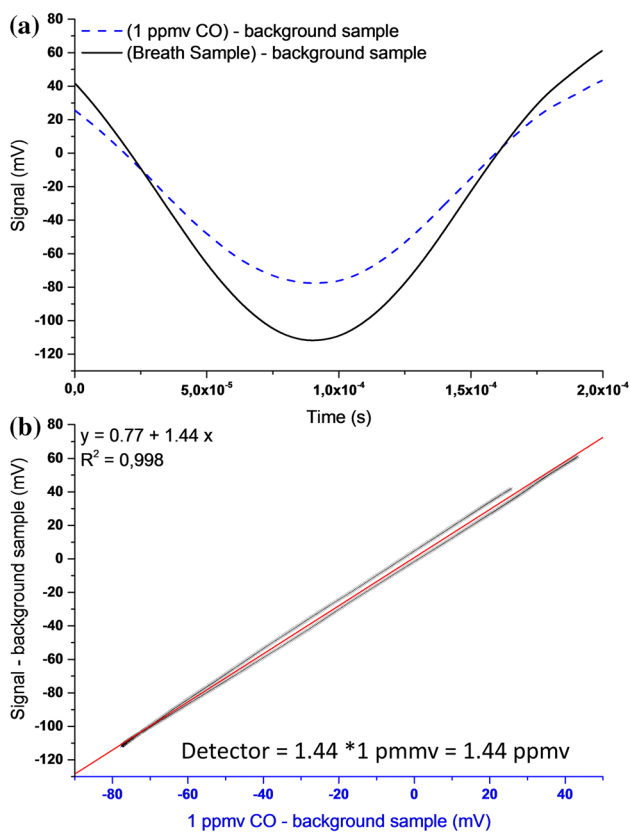 (a)
(1 ppmv CO) - background sample
(Breath Sample) - background sample
Signal (mV)
80
60
40
20
0
-20
-40
-60
-80
-100
-120
0,0
5,0x10⁻⁵
1,0x10⁻⁴
1,5x10⁻⁴
2,0x10⁻⁴
Time (s)
(b)
y = 0.77 + 1.44 x
R² = 0,998
Signal - background sample (mV)
80
60
40
20
0
-20
-40
-60
-80
-100
-120
Detector = 1.44 *1 pmmv = 1.44 ppmv
-80
-60
-40
-20
0
20
40
1 ppmv CO - background sample (mV)